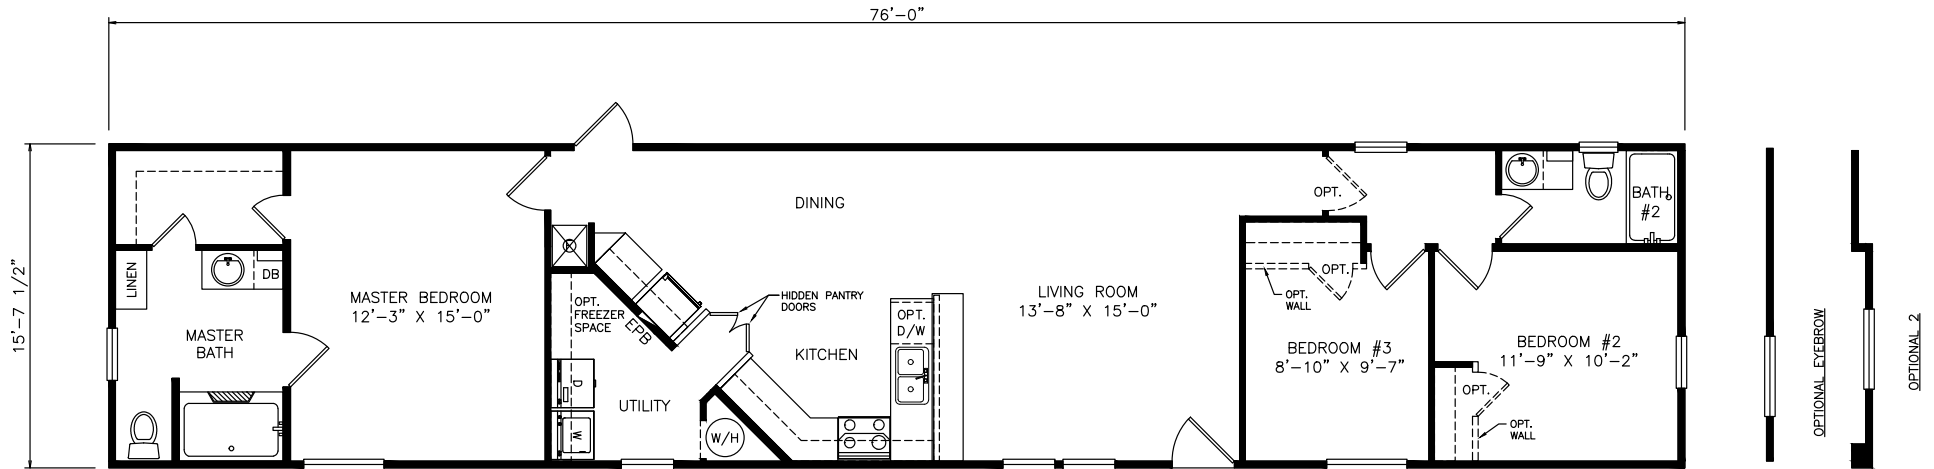 76'-0"
15'-7 1/2"
LINEN
DB
MASTER
BATH
MASTER BEDROOM
12'-3" X 15'-0"
OPT.
FREEZER
SPACE
EPB
D
W
UTILITY
W/H
HIDDEN PANTRY
DOORS
DINING
KITCHEN
OPT.
D/W
LIVING ROOM
13'-8" X 15'-0"
OPT.
OPT.
OPT.
WALL
BEDROOM #3
8'-10" X 9'-7"
BATH
#2
BEDROOM #2
11'-9" X 10'-2"
OPT.
OPT.
WALL
OPTIONAL EYEBROW
OPTIONAL 2